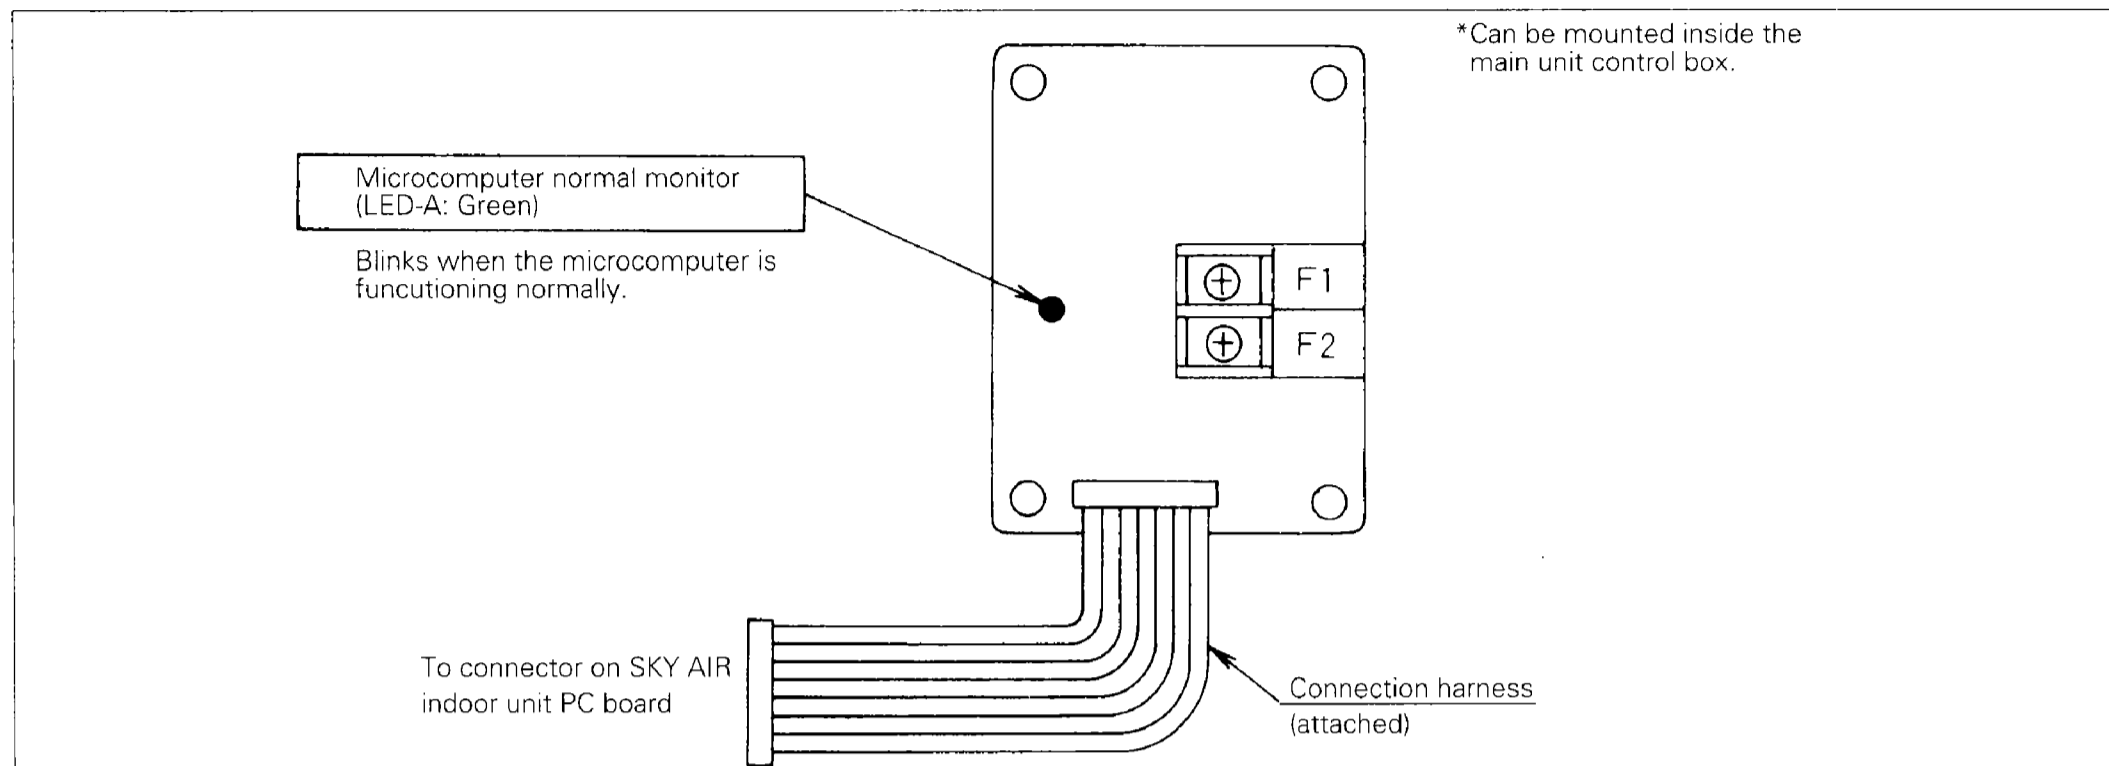 *Can be mounted inside the
main unit control box.
Microcomputer normal monitor
(LED-A: Green)
Blinks when the microcomputer is
funcutioning normally.
F1
F2
To connector on SKY AIR
indoor unit PC board
Connection harness
(attached)